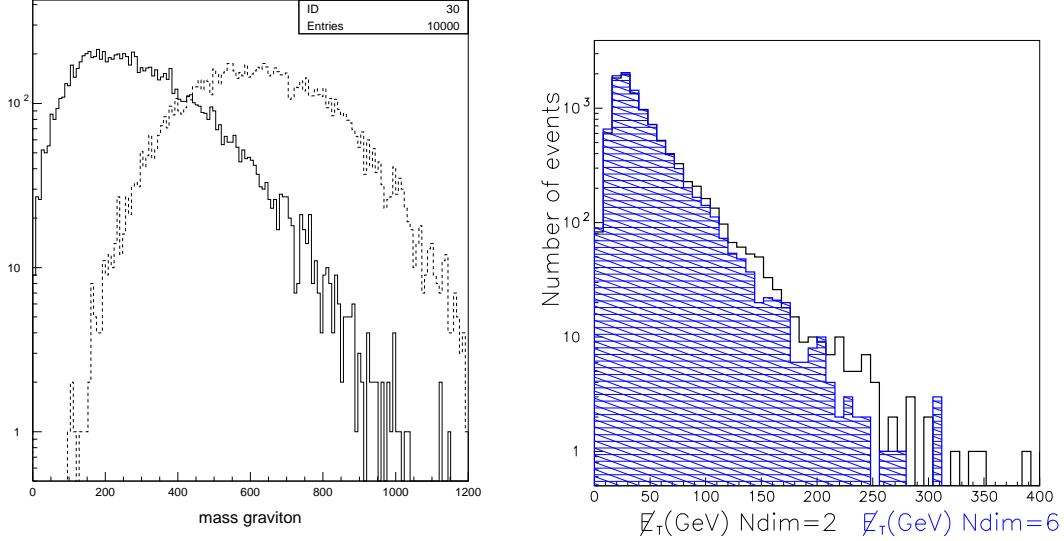 ID 30
Entries 10000
10²
10
1
0 200 400 600 800 1000 1200
mass graviton
Number of events
10³
10²
10
1
0 50 100 150 200 250 300 350 400
E̸_T(GeV) Ndim=2 E̸_T(GeV) Ndim=6